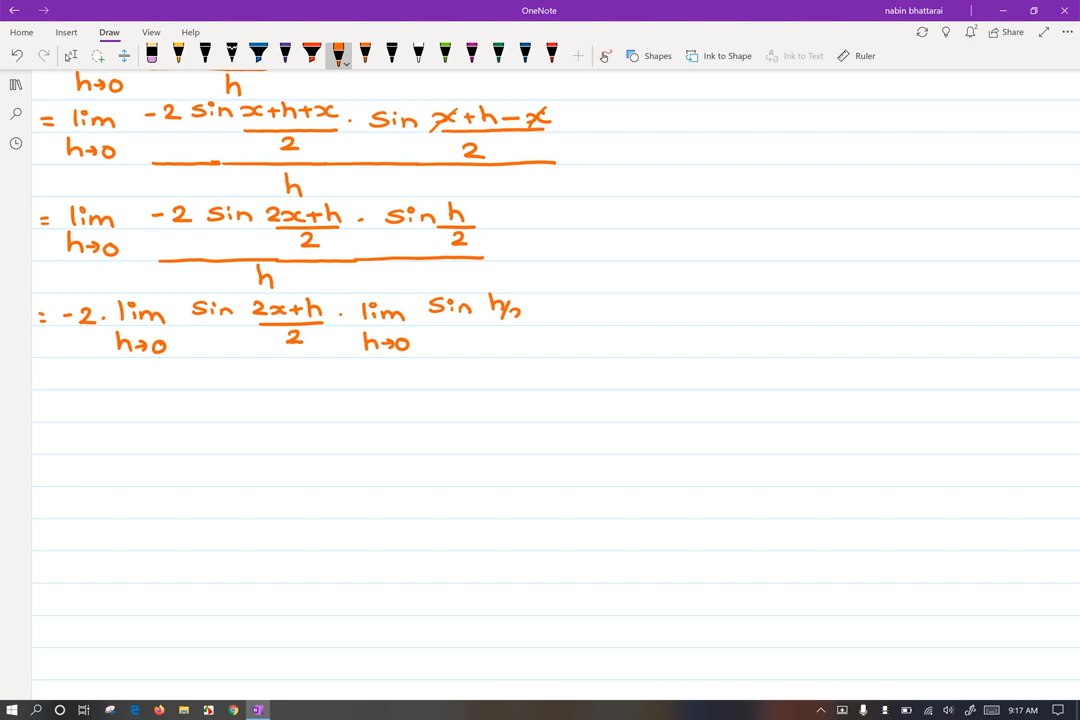 OneNote
nabin bhattarai
Home Insert Draw View Help
Share
Shapes Ink to Shape Ink to Text Ruler
h→0 h
= lim -2 sin x+h+x . sin x+h-x
h→0 2 2
h
= lim -2 sin 2x+h . sin h
h→0 2 2
h
= -2 . lim sin 2x+h . lim sin h/2
h→0 2 h→0
9:17 AM